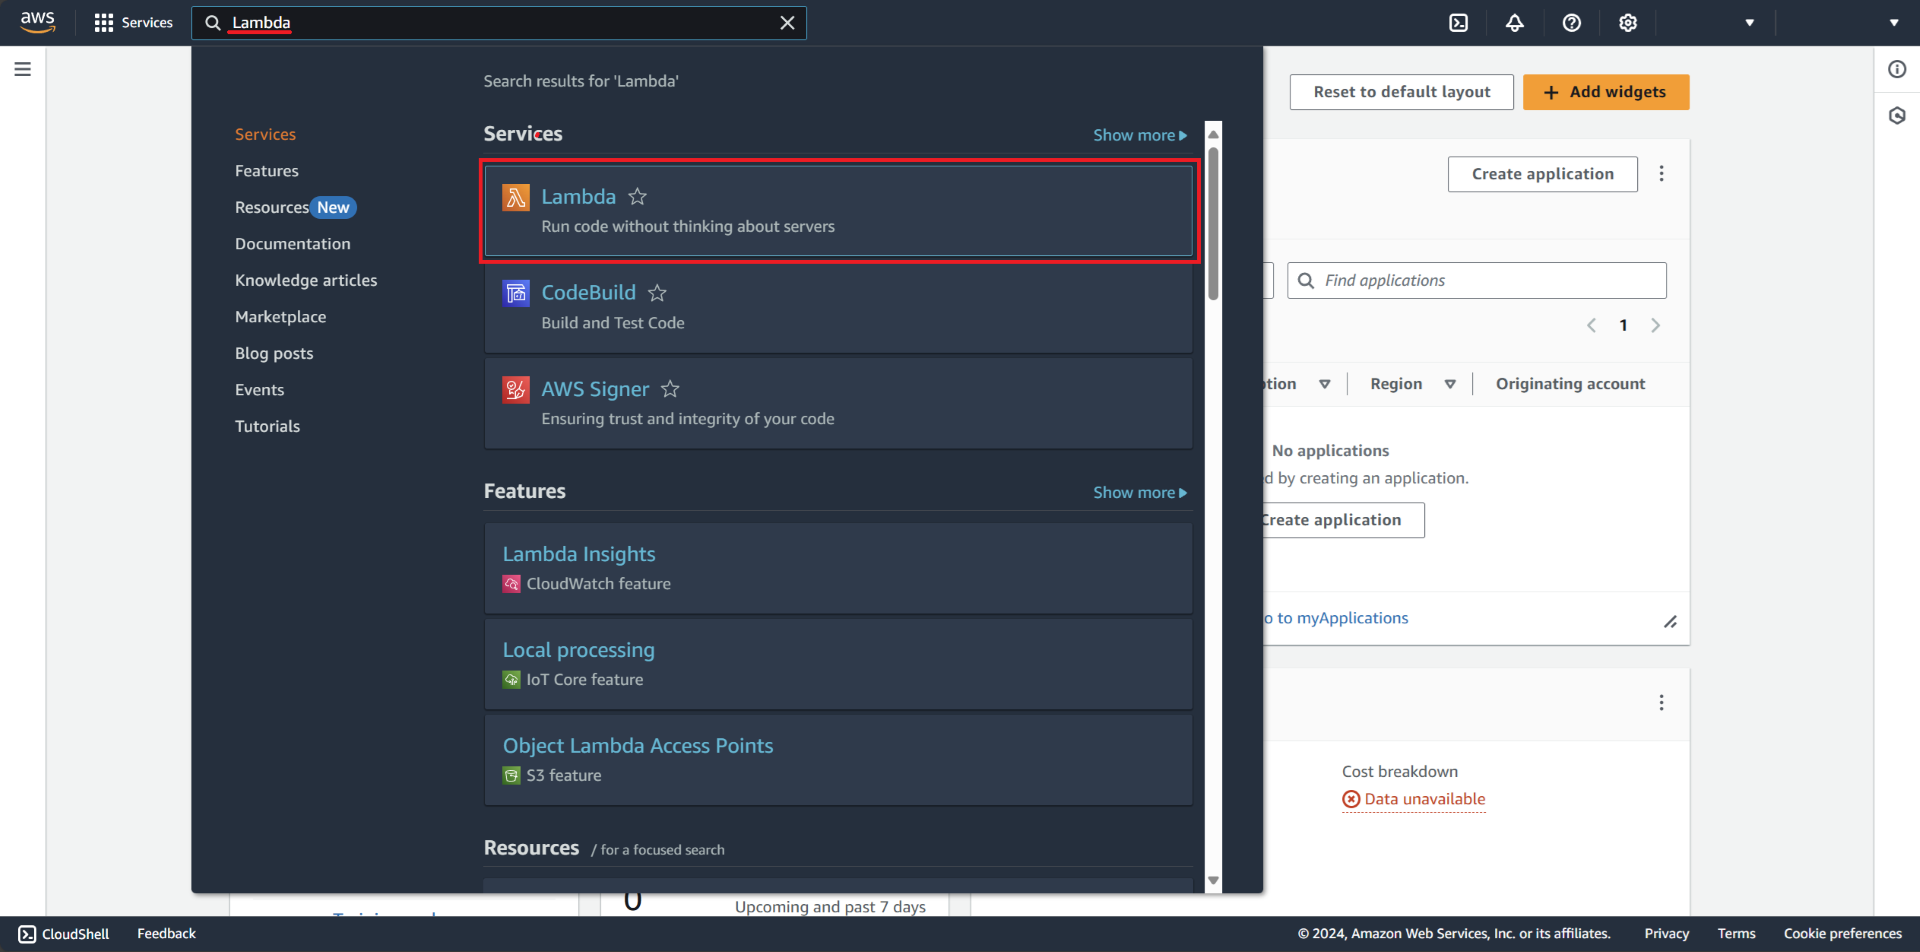 aws
Services
Lambda
Search results for 'Lambda'
Services
Features
Resources New
Documentation
Knowledge articles
Marketplace
Blog posts
Events
Tutorials
Services
Show more
Lambda
Run code without thinking about servers
CodeBuild
Build and Test Code
AWS Signer
Ensuring trust and integrity of your code
Features
Show more
Lambda Insights
CloudWatch feature
Local processing
IoT Core feature
Object Lambda Access Points
S3 feature
Resources / for a focused search
Reset to default layout
+ Add widgets
Create application
Find applications
1
Region
Originating account
No applications
by creating an application.
Create application
to myApplications
Cost breakdown
Data unavailable
0
Upcoming and past 7 days
CloudShell
Feedback
© 2024, Amazon Web Services, Inc. or its affiliates.
Privacy
Terms
Cookie preferences